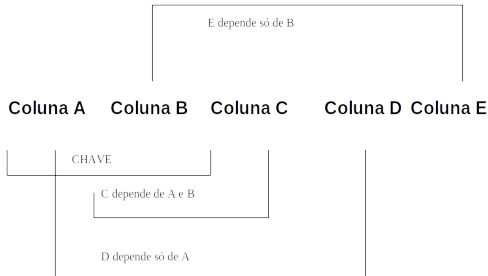 E depende só de B
Coluna A Coluna B Coluna C Coluna D Coluna E
CHAVE
C depende de A e B
D depende só de A